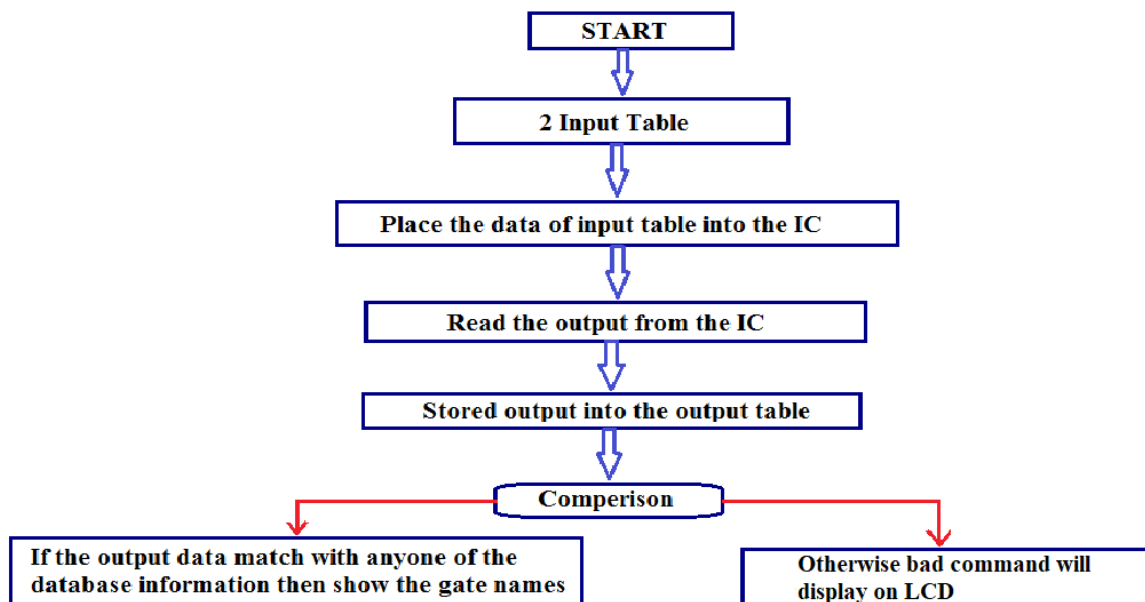 START
2 Input Table
Place the data of input table into the IC
Read the output from the IC
Stored output into the output table
Comperison
If the output data match with anyone of the
database information then show the gate names
Otherwise bad command will
display on LCD